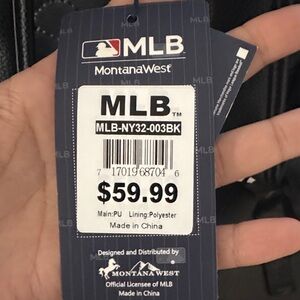 MLB
MontanaWest®
MLB™
MLB-NY32-003BK
7 17019 68704 6
$59.99
Main:PU Lining:Polyester
Made in China
Designed and Distributed by
MONTANA WEST
Official Licensee of MLB
Made in China